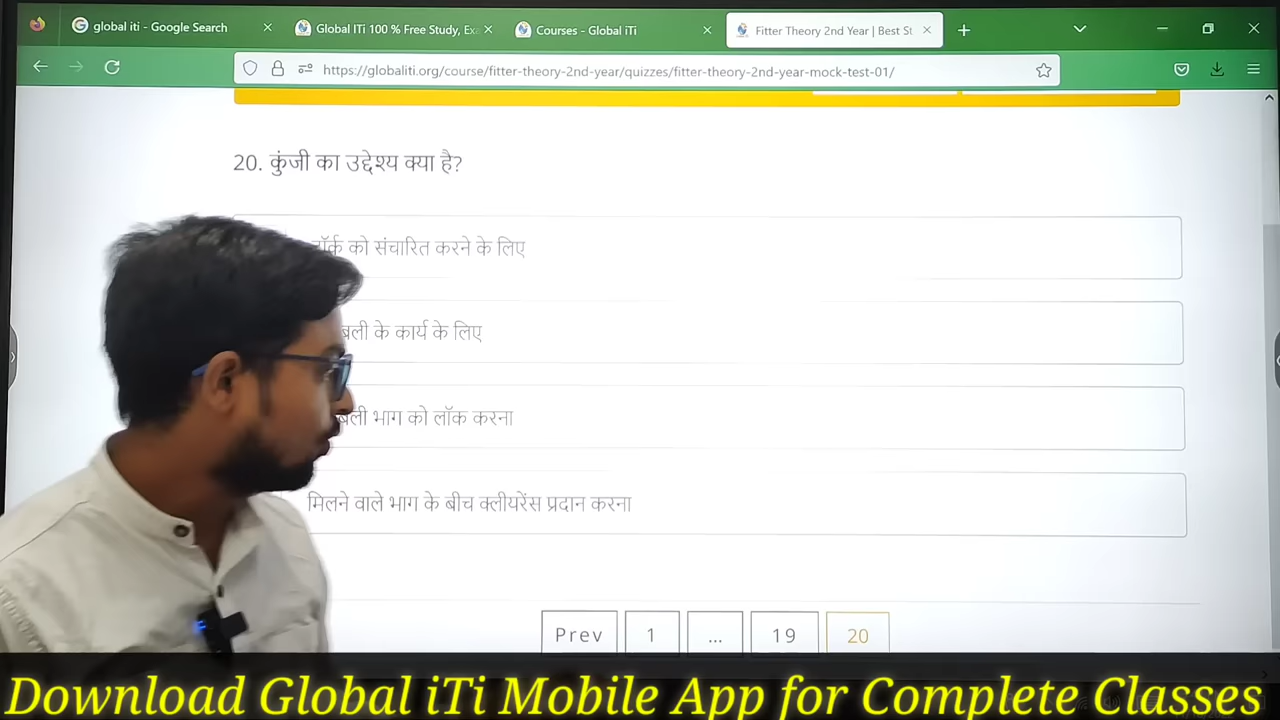 global iti - Google Search
Global ITi 100 % Free Study, Ex
Courses - Global iTi
Fitter Theory 2nd Year | Best St
https://globaliti.org/course/fitter-theory-2nd-year/quizzes/fitter-theory-2nd-year-mock-test-01/
20. कुंजी का उद्देश्य क्या है?
टॉर्क को संचारित करने के लिए
के कार्य के लिए
भाग को लॉक करना
मिलने वाले भाग के बीच क्लीयरेंस प्रदान करना
Prev 1 ... 19 20
Download Global iTi Mobile App for Complete Classes